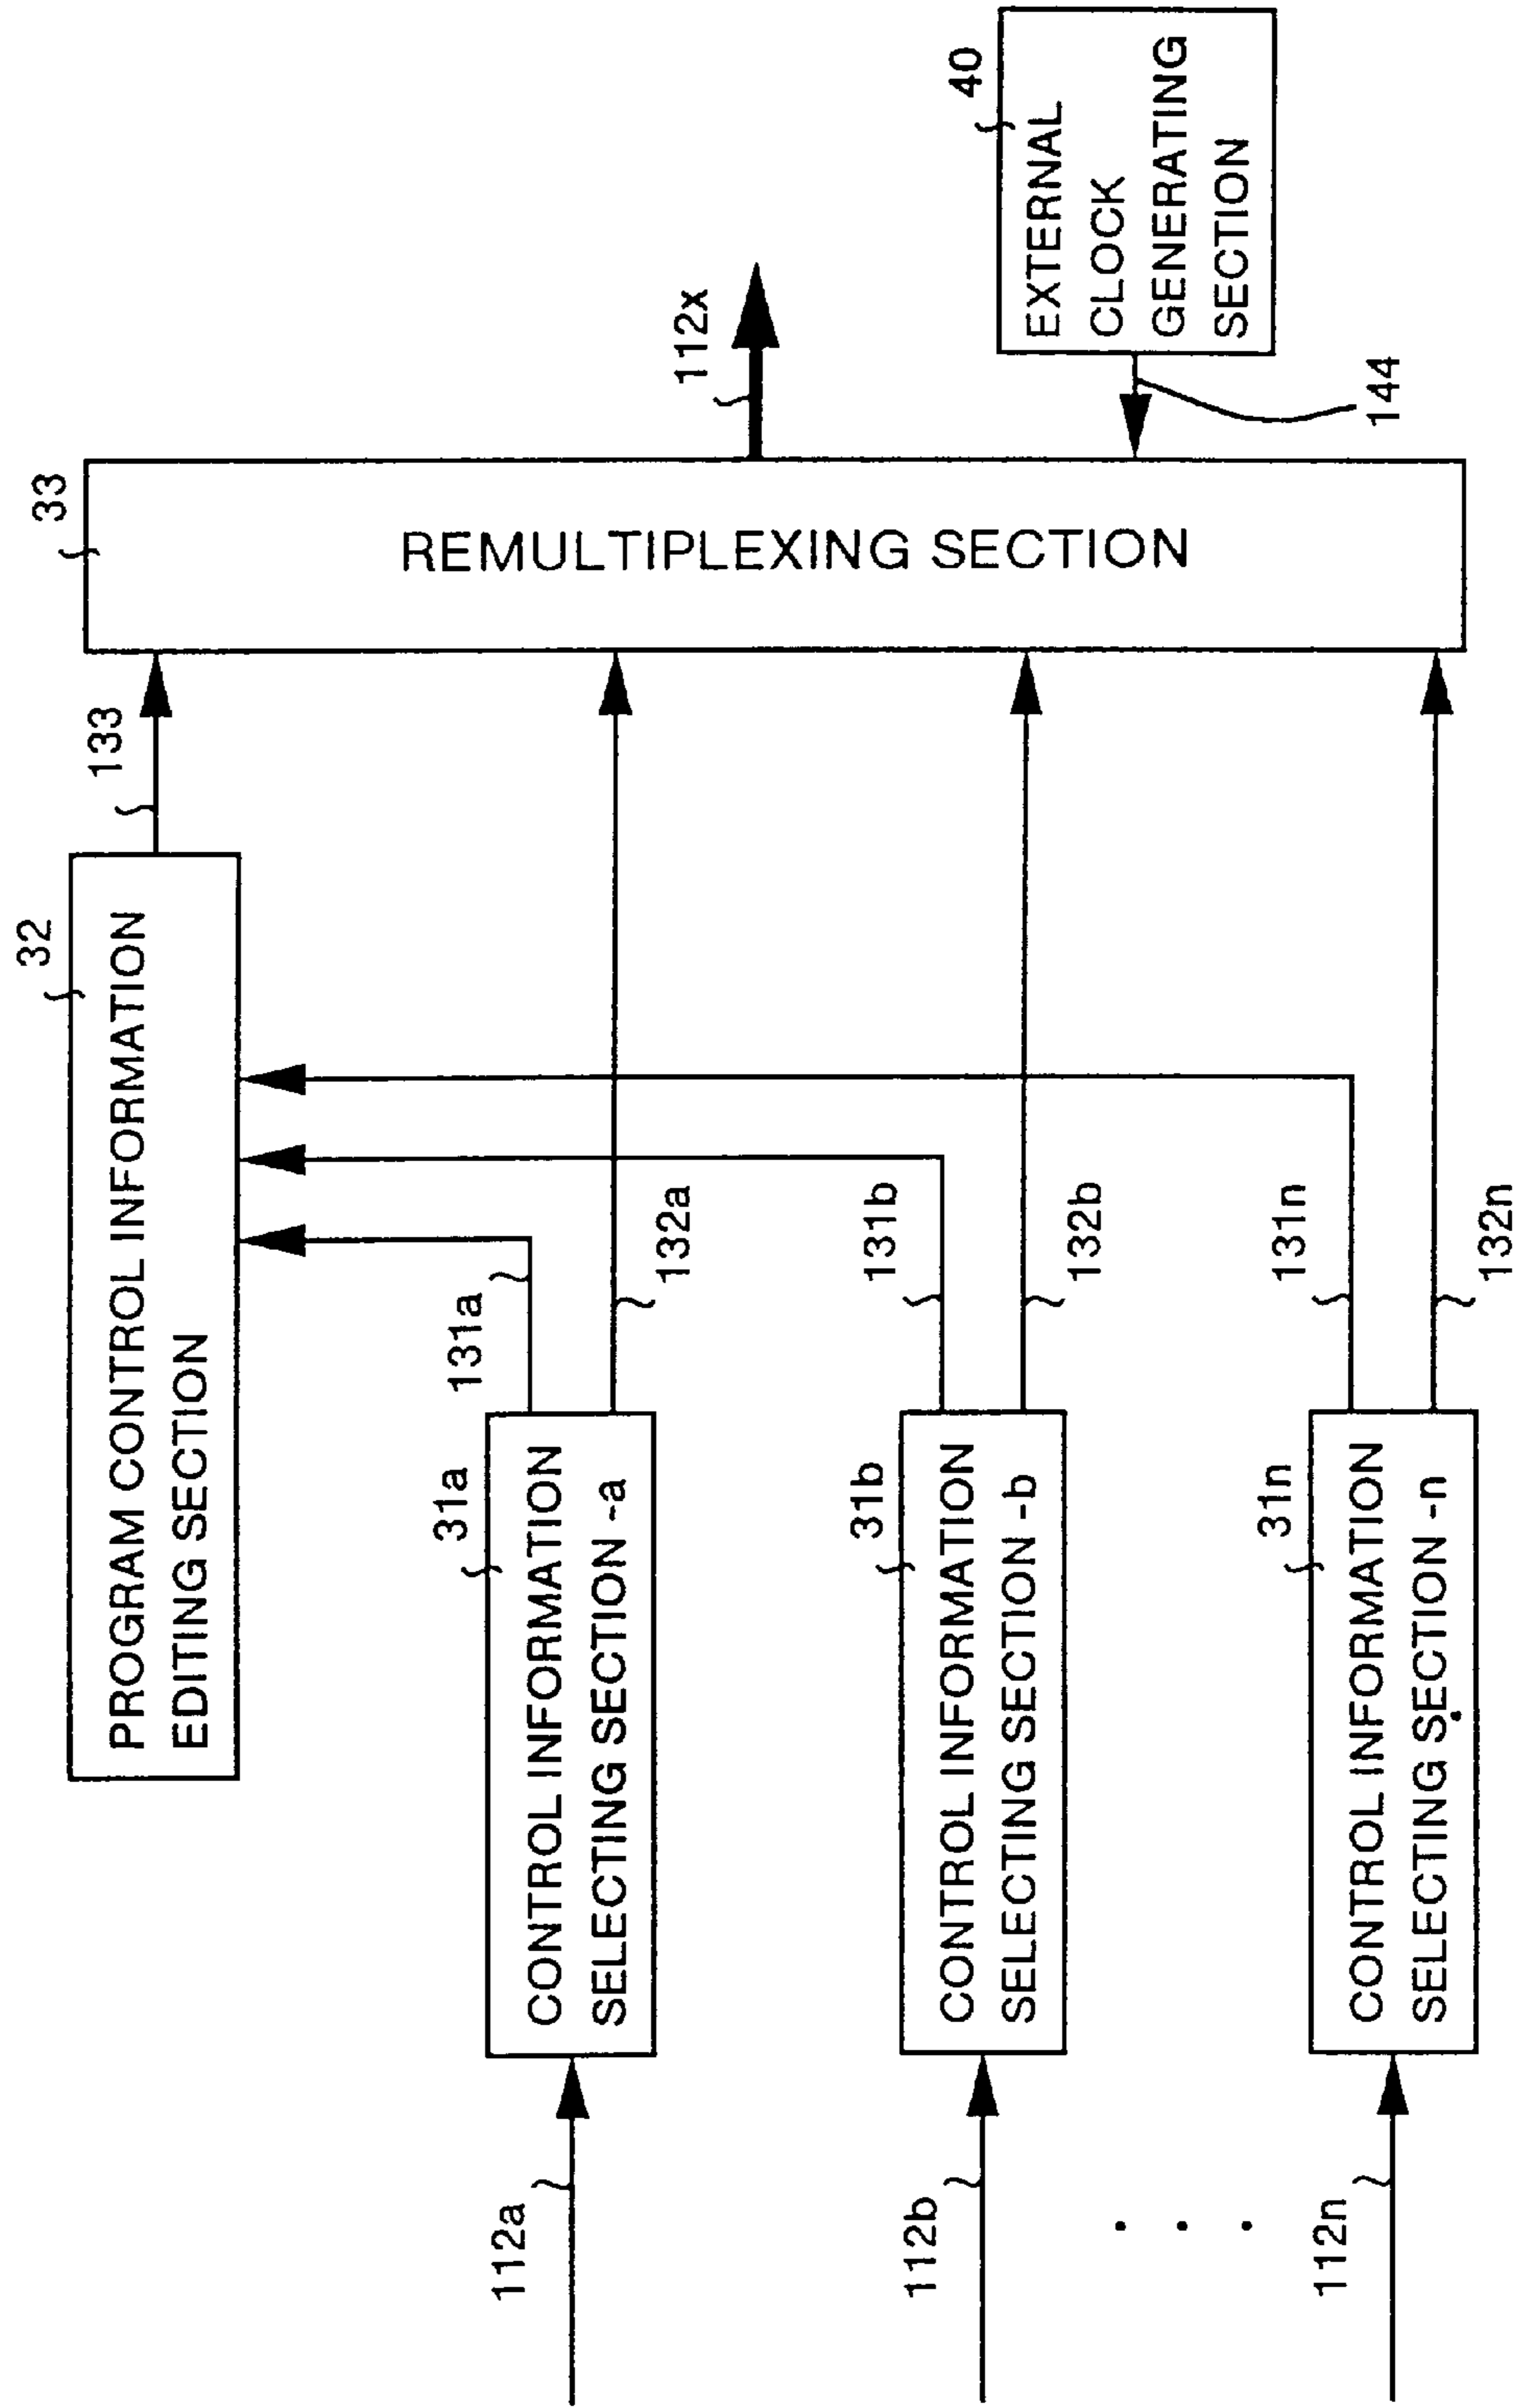 32
PROGRAM CONTROL INFORMATION
EDITING SECTION
133
33
REMULTIPLEXING SECTION
112x
40
EXTERNAL
CLOCK
GENERATING
SECTION
144
112a
31a
CONTROL INFORMATION
SELECTING SECTION -a
131a
132a
112b
31b
CONTROL INFORMATION
SELECTING SECTION -b
131b
132b
. . .
112n
31n
CONTROL INFORMATION
SELECTING SECTION -n
131n
132n